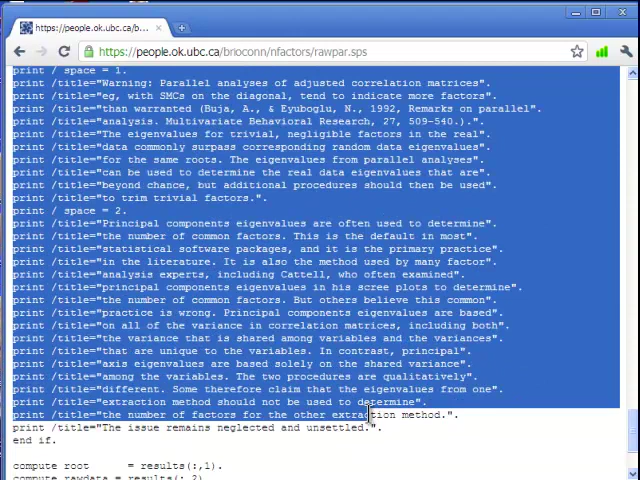 https://people.ok.ubc.ca/b...
https://people.ok.ubc.ca/brioconn/nfactors/rawpar.sps
print / space = 1.
print /title="Warning: Parallel analyses of adjusted correlation matrices".
print /title="eg, with SMCs on the diagonal, tend to indicate more factors".
print /title="than warranted (Buja, A., & Eyuboglu, N., 1992, Remarks on parallel".
print /title="analysis. Multivariate Behavioral Research, 27, 509-540.).".
print /title="The eigenvalues for trivial, negligible factors in the real".
print /title="data commonly surpass corresponding random data eigenvalues".
print /title="for the same roots. The eigenvalues from parallel analyses".
print /title="can be used to determine the real data eigenvalues that are".
print /title="beyond chance, but additional procedures should then be used".
print /title="to trim trivial factors.".
print / space = 2.
print /title="Principal components eigenvalues are often used to determine".
print /title="the number of common factors. This is the default in most".
print /title="statistical software packages, and it is the primary practice".
print /title="in the literature. It is also the method used by many factor".
print /title="analysis experts, including Cattell, who often examined".
print /title="principal components eigenvalues in his scree plots to determine".
print /title="the number of common factors. But others believe this common".
print /title="practice is wrong. Principal components eigenvalues are based".
print /title="on all of the variance in correlation matrices, including both".
print /title="the variance that is shared among variables and the variances".
print /title="that are unique to the variables. In contrast, principal".
print /title="axis eigenvalues are based solely on the shared variance".
print /title="among the variables. The two procedures are qualitatively".
print /title="different. Some therefore claim that the eigenvalues from one".
print /title="extraction method should not be used to determine".
print /title="the number of factors for the other extraction method.".
print /title="The issue remains neglected and unsettled.".
end if.
compute root      = results(:,1).
compute rawdata = results(:,2)